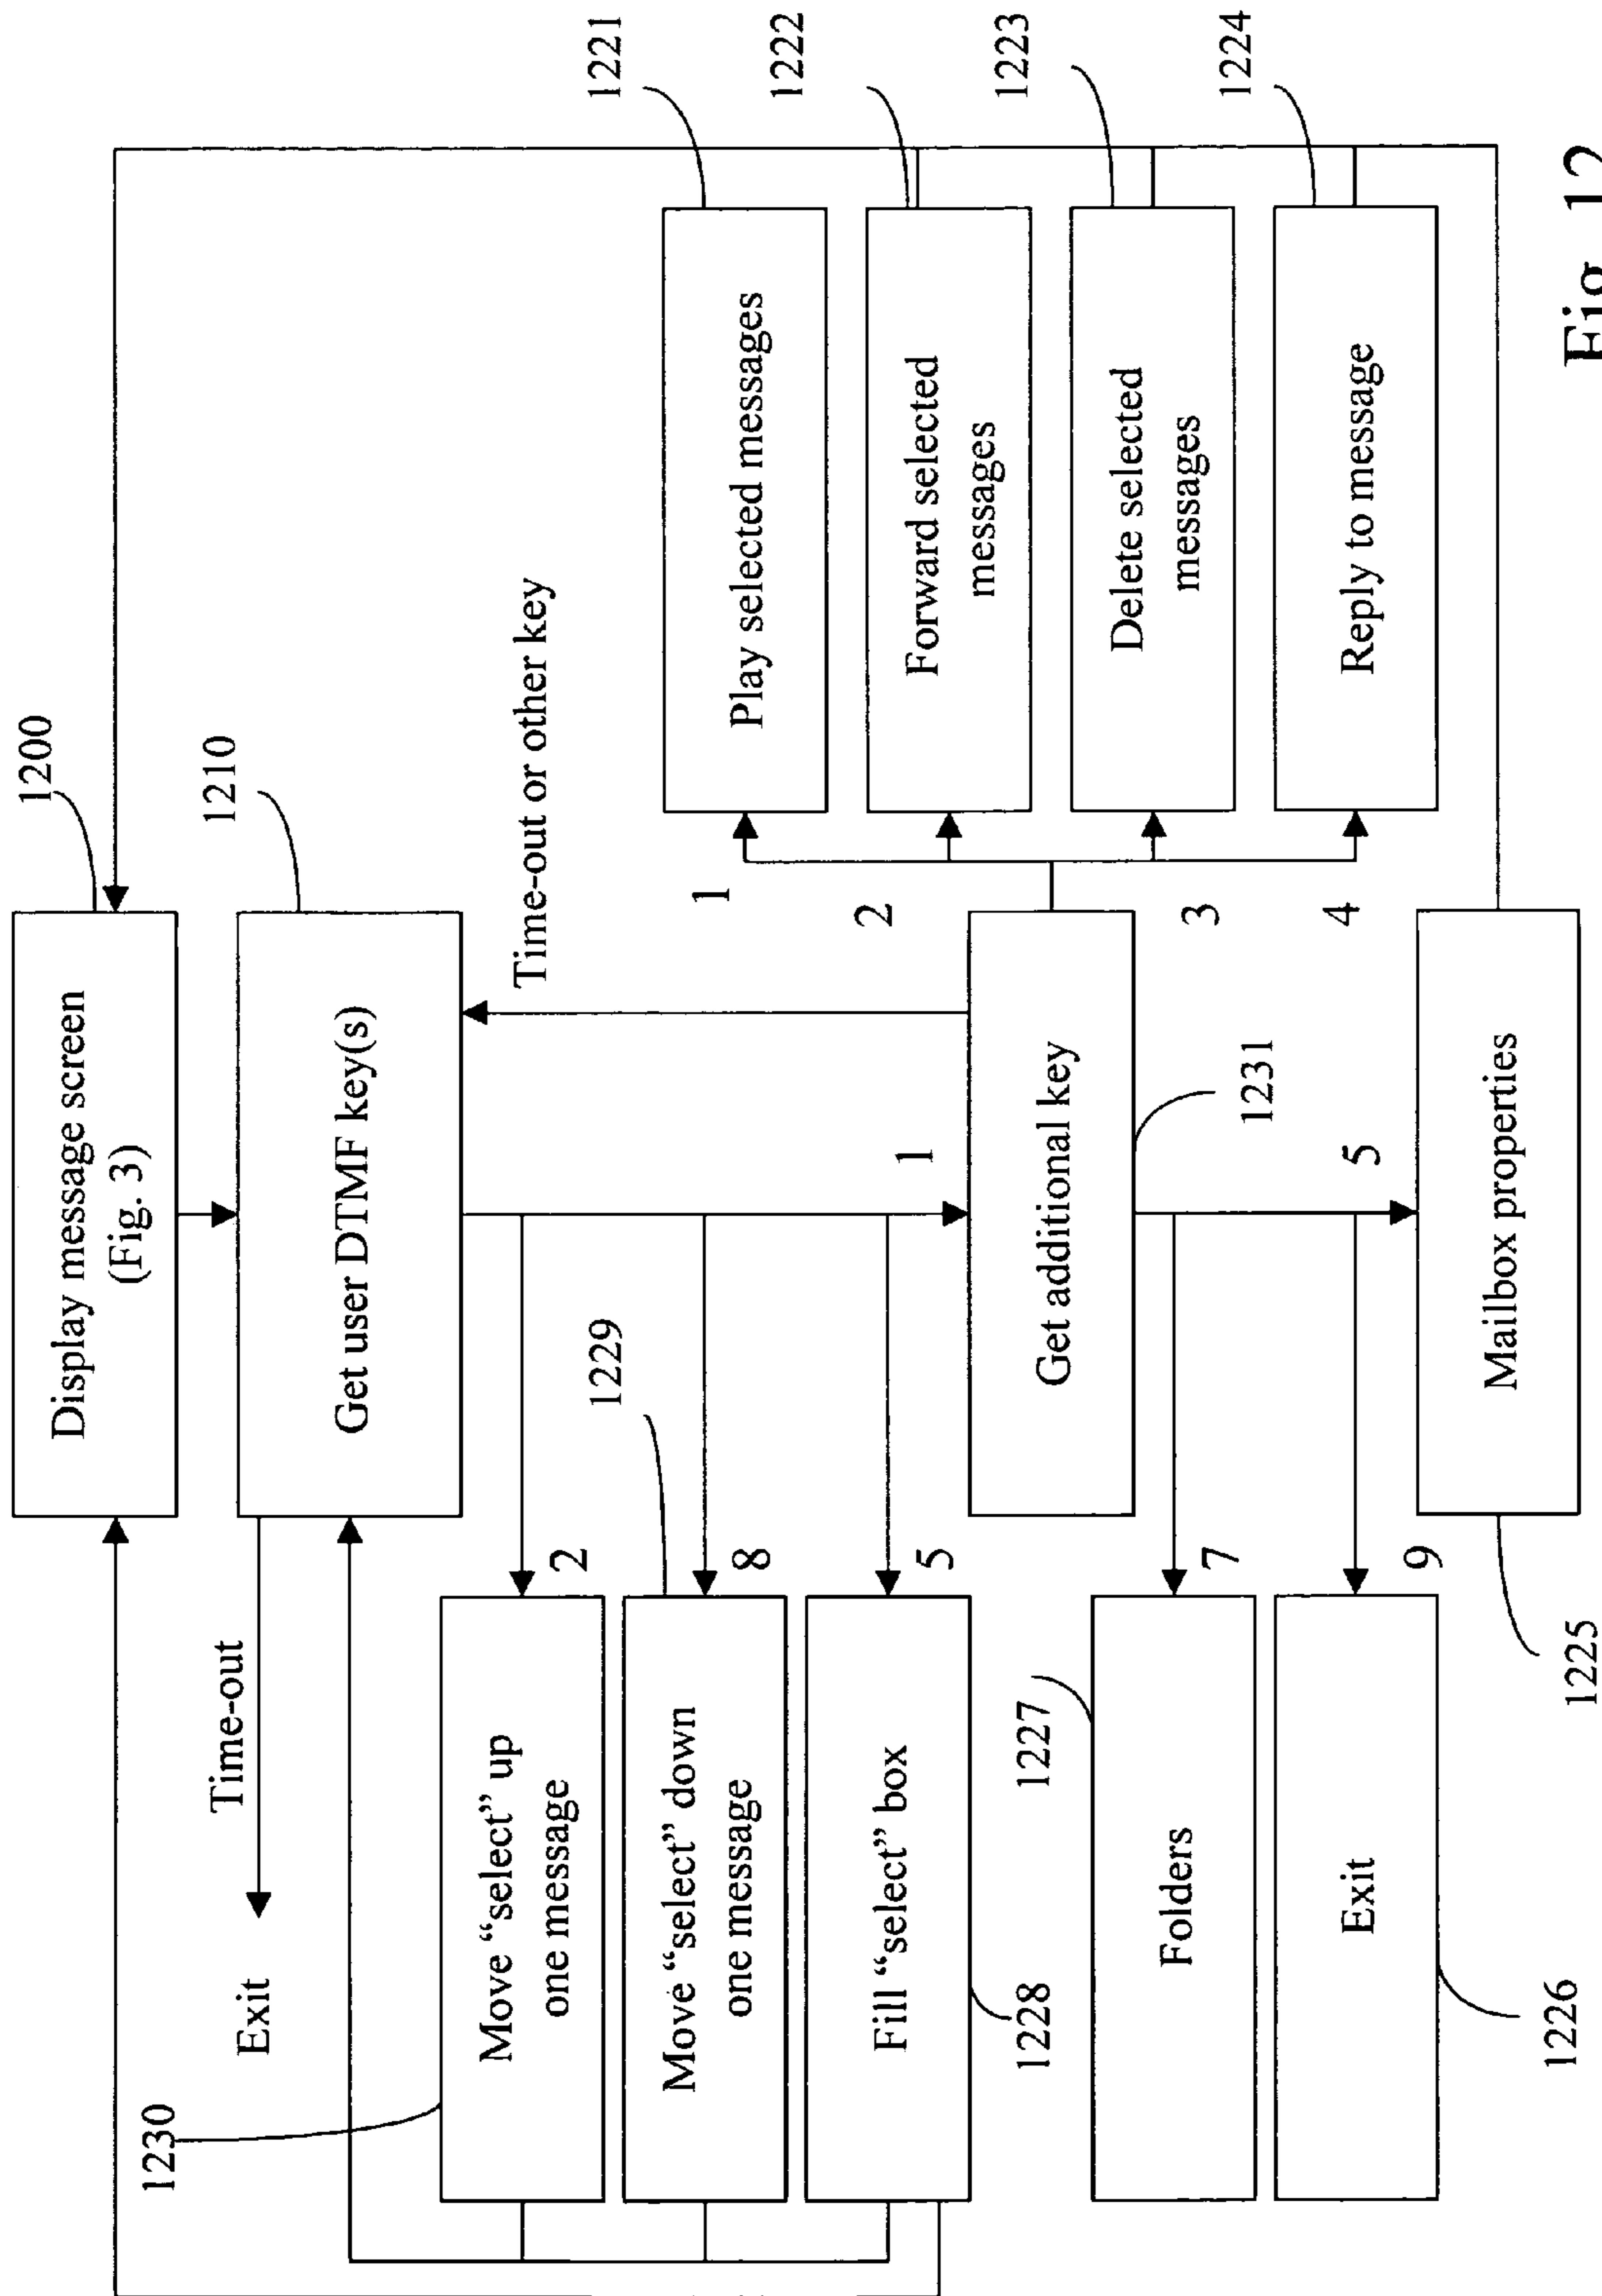 1200
Display message screen
(Fig. 3)
1210
Get user DTMF key(s)
Time-out
Exit
1230
Move “select” up
one message
2
1229
Move “select” down
one message
8
Fill “select” box
5
1228
1
Time-out or other key
Get additional key
1231
1
Play selected messages
1221
2
Forward selected
messages
1222
3
Delete selected
messages
1223
4
Reply to message
1224
1227
Folders
7
Exit
9
1226
5
Mailbox properties
1225
Fig. 12